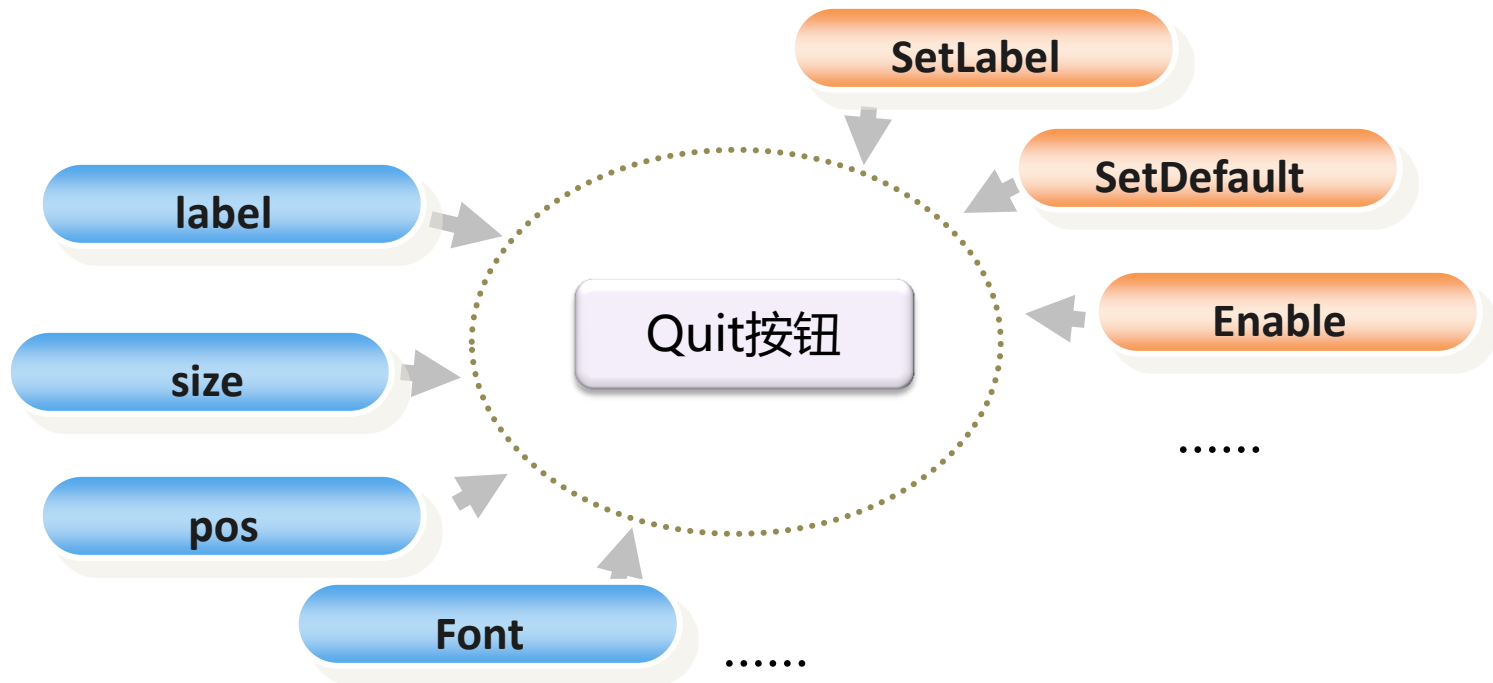 SetLabel
SetDefault
label
Enable
Quit按钮
size
......
pos
Font
......